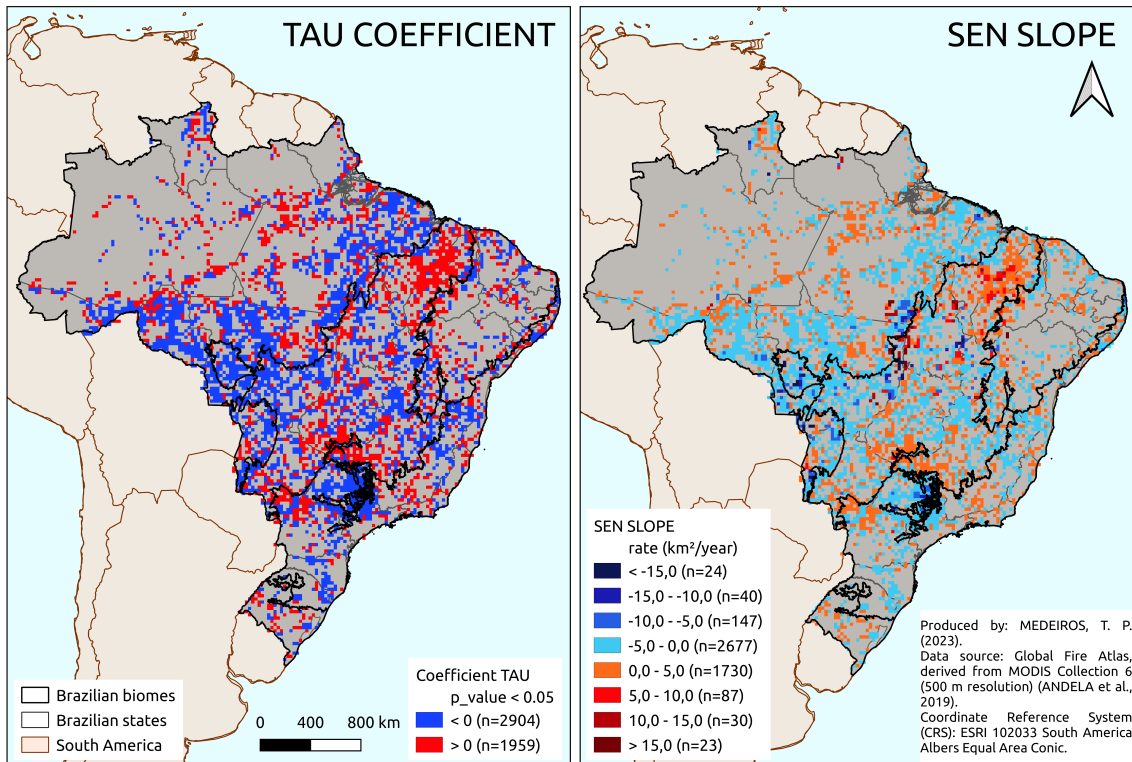 TAU COEFFICIENT
Brazilian biomes
Brazilian states
South America
0 400 800 km
Coefficient TAU
p_value < 0.05
< 0 (n=2904)
> 0 (n=1959)
SEN SLOPE
SEN SLOPE
rate (km²/year)
< -15,0 (n=24)
-15,0 - -10,0 (n=40)
-10,0 - -5,0 (n=147)
-5,0 - 0,0 (n=2677)
0,0 - 5,0 (n=1730)
5,0 - 10,0 (n=87)
10,0 - 15,0 (n=30)
> 15,0 (n=23)
Produced by: MEDEIROS, T. P.
(2023).
Data source: Global Fire Atlas,
derived from MODIS Collection 6
(500 m resolution) (ANDELA et al.,
2019).
Coordinate Reference System
(CRS): ESRI 102033 South America
Albers Equal Area Conic.